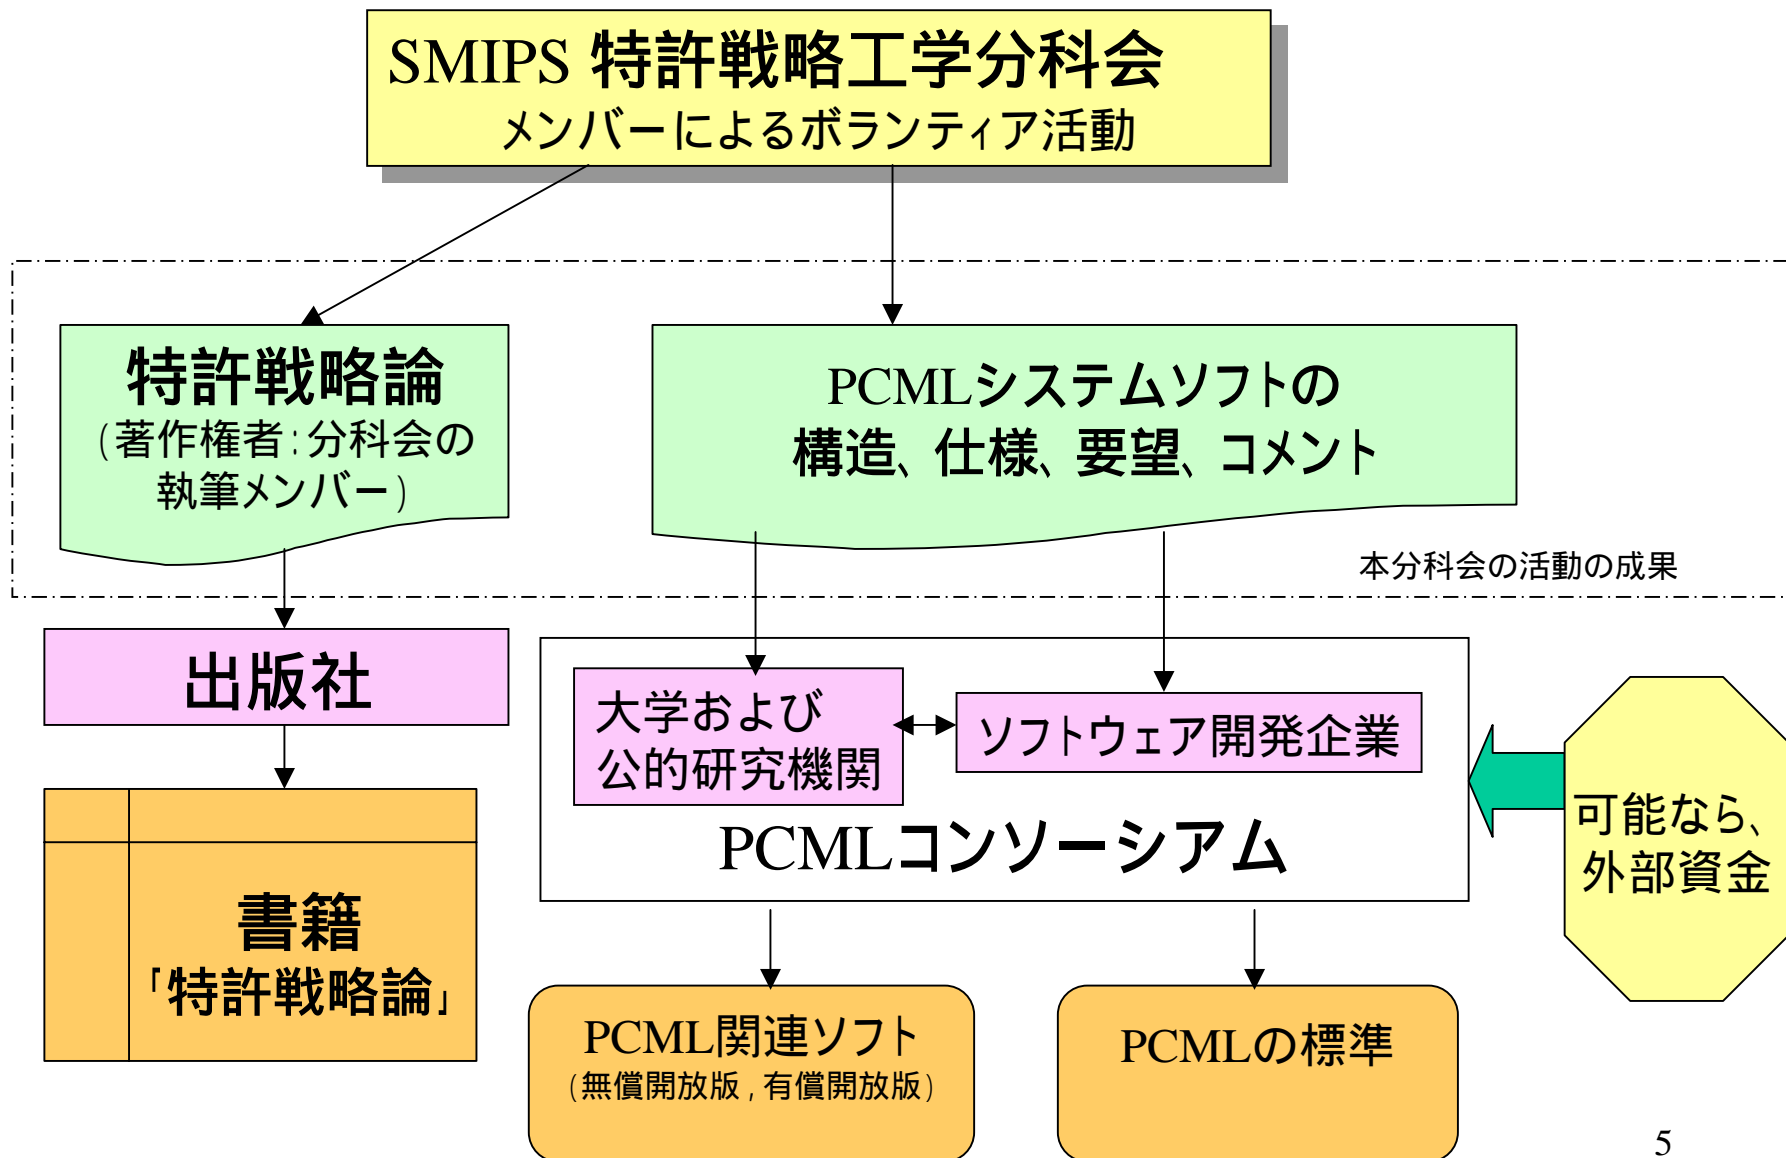 SMIPS 特許戦略工学分科会
メンバーによるボランティア活動
特許戦略論
(著作権者:分科会の
執筆メンバー)
PCMLシステムソフトの
構造、仕様、要望、コメント
本分科会の活動の成果
出版社
大学および
公的研究機関
ソフトウェア開発企業
PCMLコンソーシアム
可能なら、
外部資金
書籍
「特許戦略論」
PCML関連ソフト
(無償開放版,有償開放版)
PCMLの標準
5